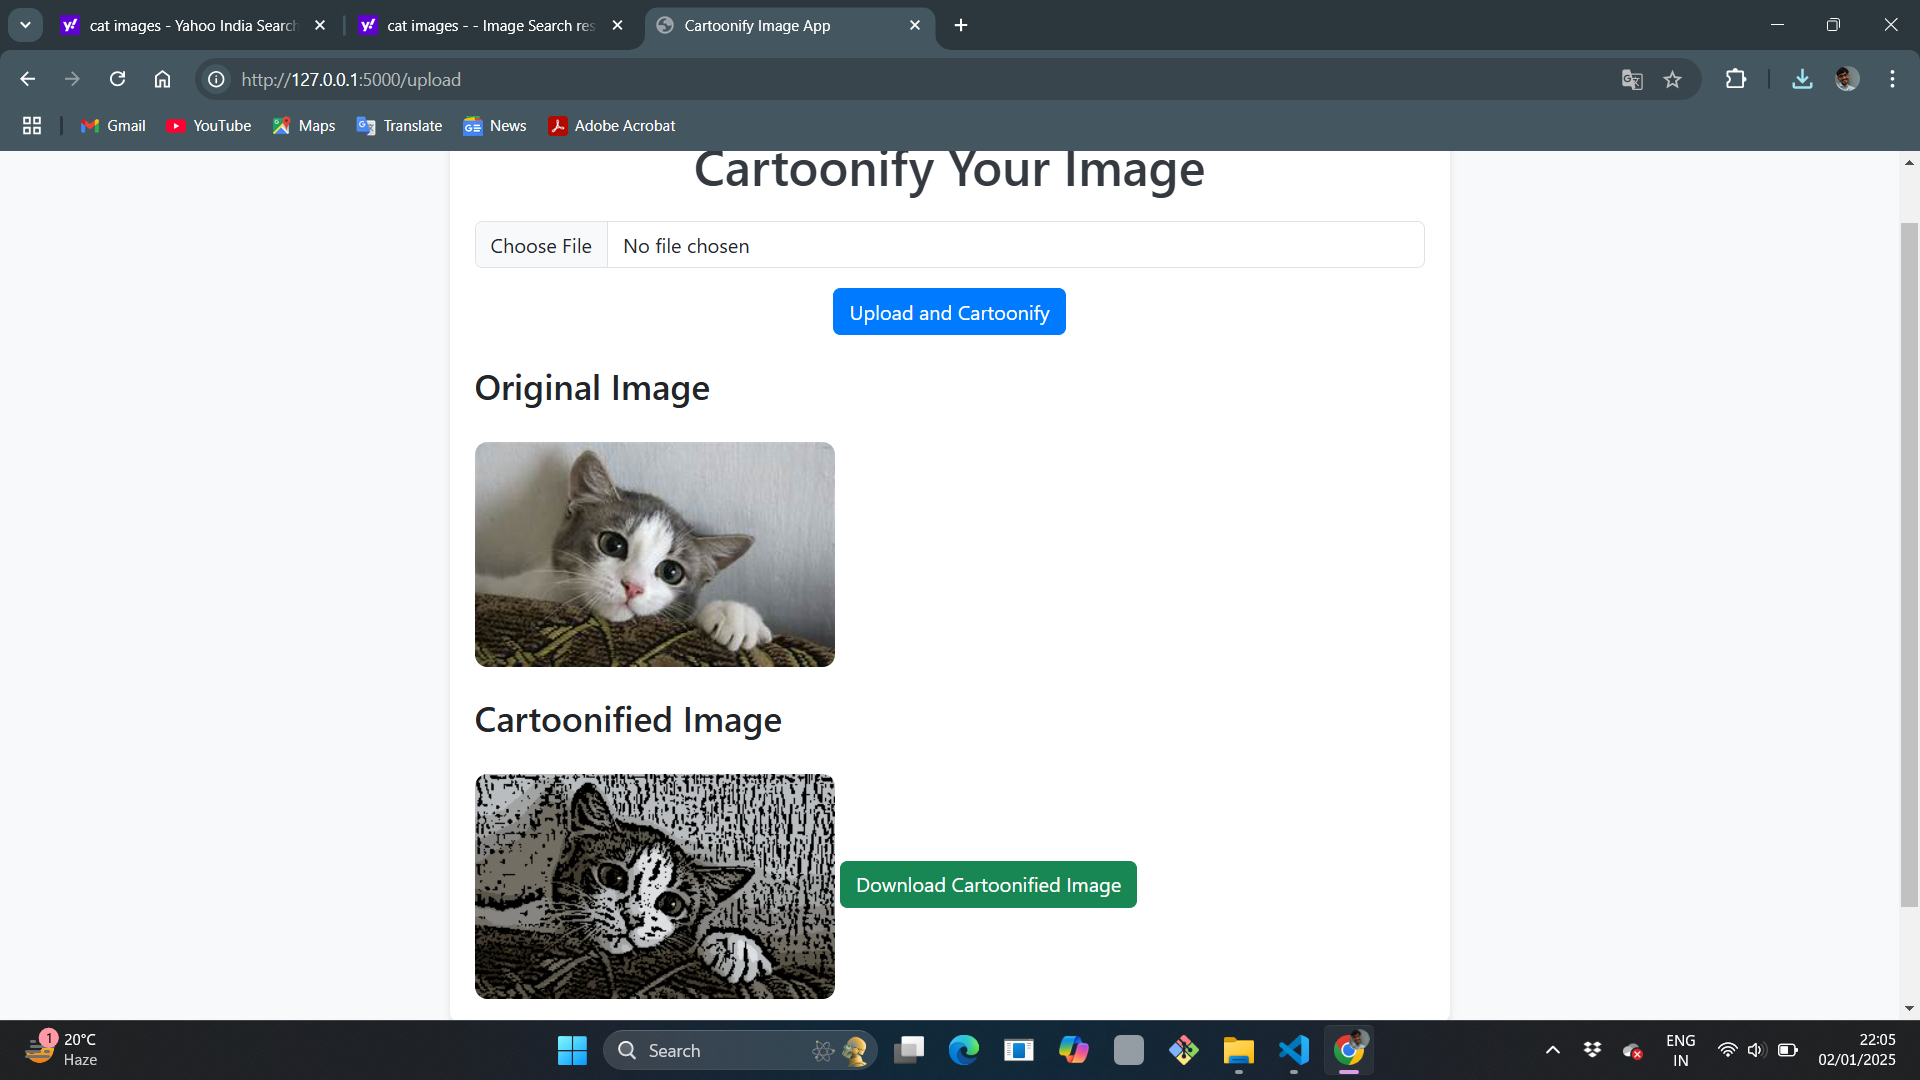 cat images - Yahoo India Search
cat images - - Image Search res
Cartoonify Image App
http://127.0.0.1:5000/upload
Gmail
YouTube
Maps
Translate
News
Adobe Acrobat
Cartoonify Your Image
Choose File No file chosen
Upload and Cartoonify
Original Image
Cartoonified Image
Download Cartoonified Image
1
20°C
Haze
Search
ENG
IN
22:05
02/01/2025